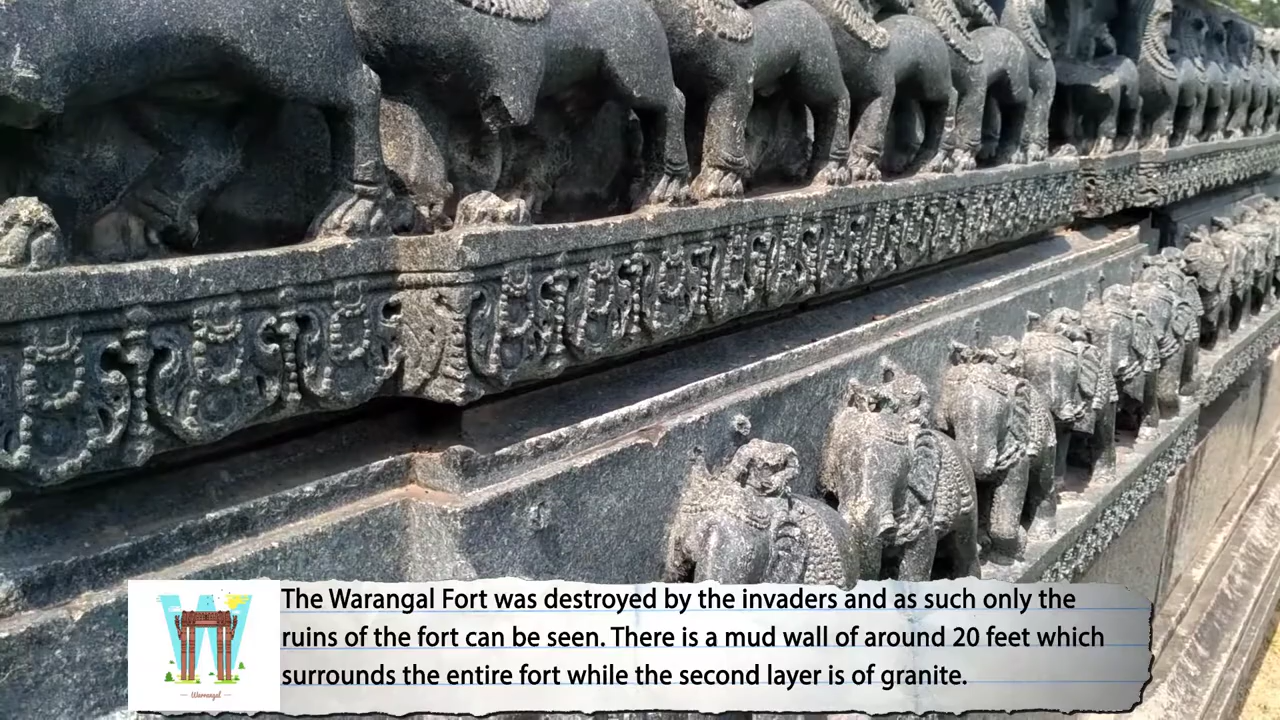 The Warangal Fort was destroyed by the invaders and as such only the
ruins of the fort can be seen. There is a mud wall of around 20 feet which
surrounds the entire fort while the second layer is of granite.
Warrangal